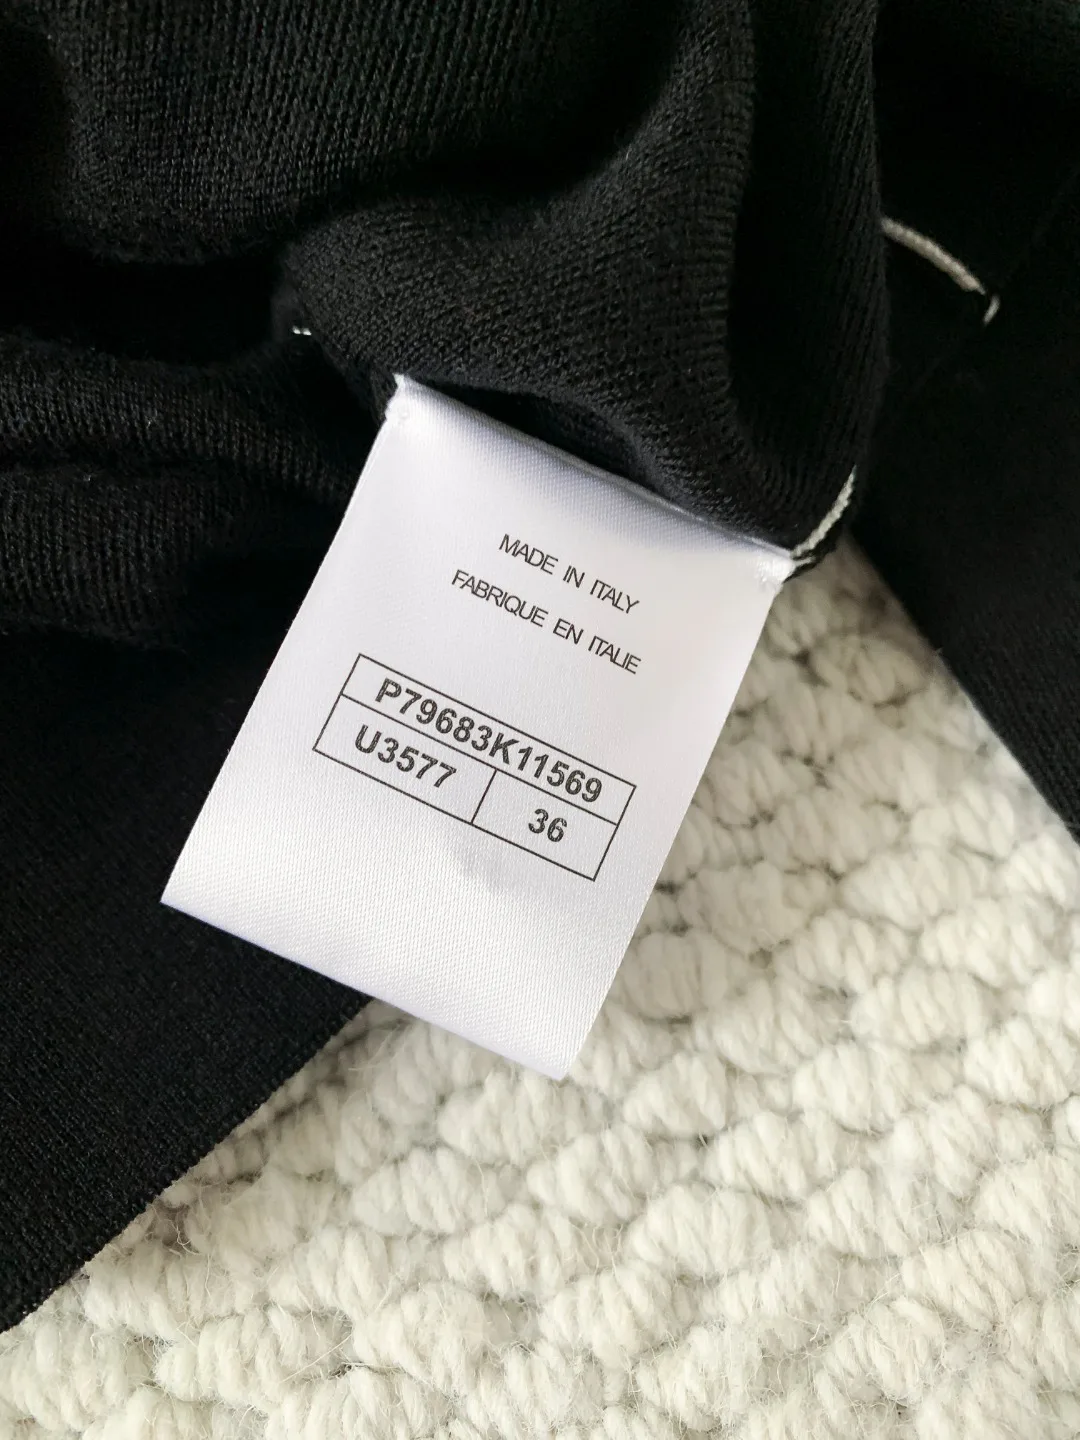 MADE IN ITALY
FABRIQUE EN ITALIE
P79683K11569
U3577 36